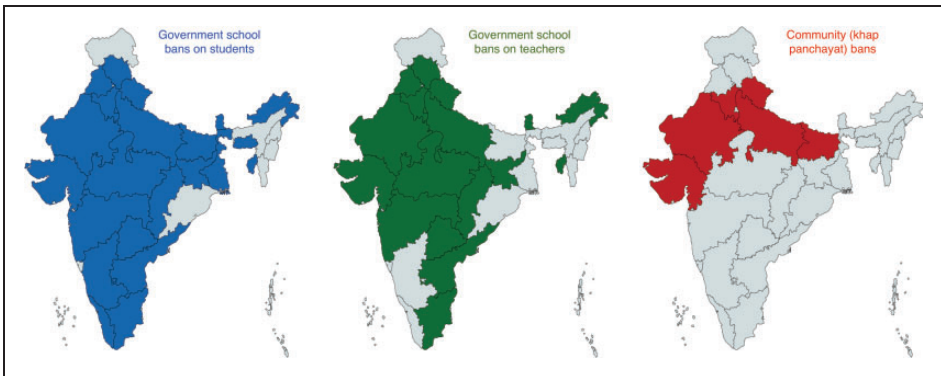 Government school
bans on students
Government school
bans on teachers
Community (khap
panchayat) bans